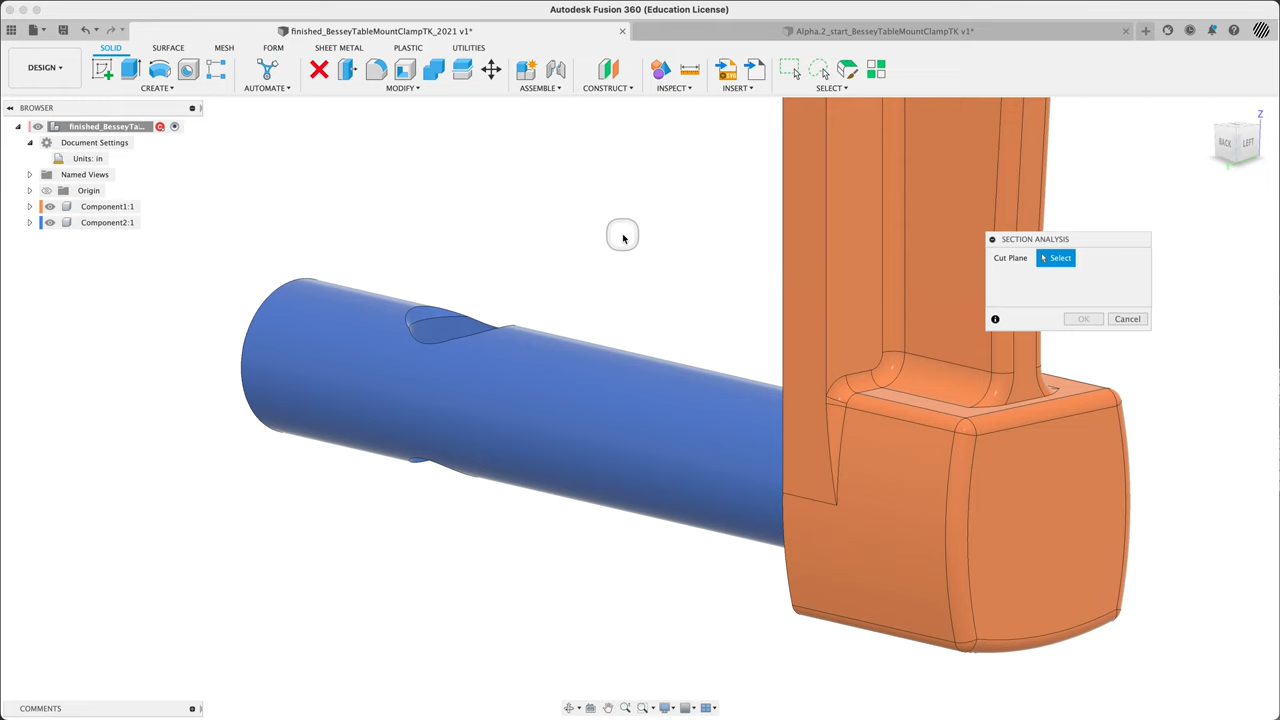 Autodesk Fusion 360 (Education License)
finished_BesseyTableMountClampTK_2021 v1*
Alpha.2_start_BesseyTableMountClampTK v1*
SOLID SURFACE MESH FORM SHEET METAL PLASTIC UTILITIES
DESIGN
SVG
CREATE AUTOMATE MODIFY ASSEMBLE CONSTRUCT INSPECT INSERT SELECT
BROWSER
finished_BesseyTa...
Document Settings
Units: in
Named Views
Origin
Component1:1
Component2:1
Z
BACK LEFT
SECTION ANALYSIS
Cut Plane Select
OK Cancel
COMMENTS